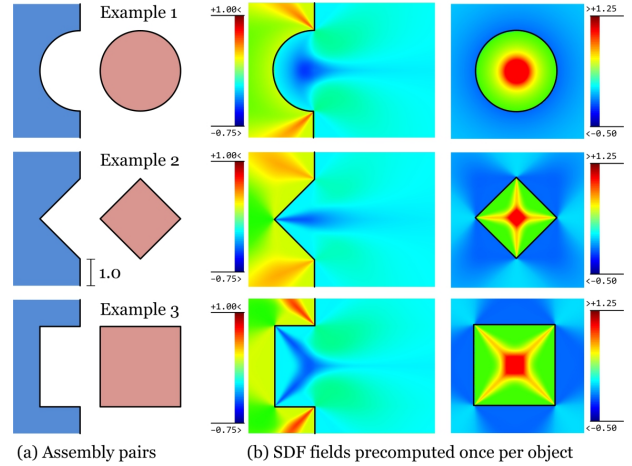 Example 1
+1.00<
-0.75>
>+1.25
<-0.50
Example 2
1.0
+1.00<
-0.75>
>+1.25
<-0.50
Example 3
+1.00<
-0.75>
>+1.25
<-0.50
(a) Assembly pairs
(b) SDF fields precomputed once per object